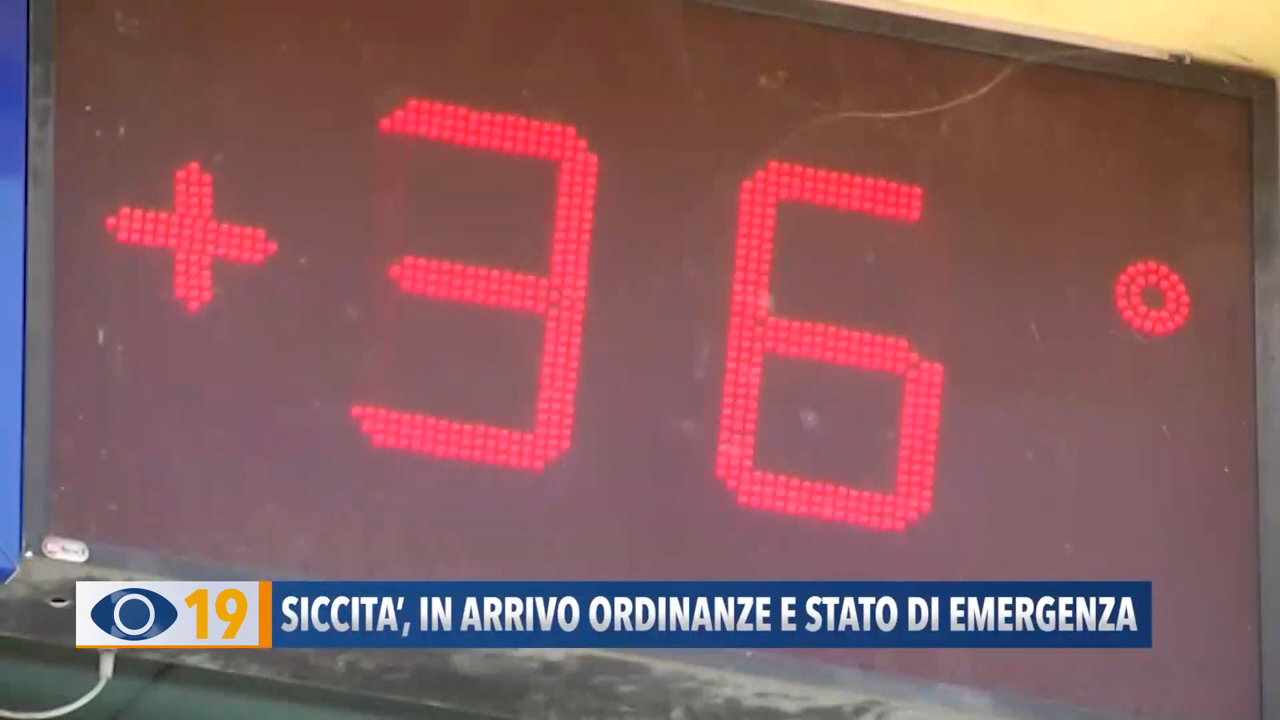 +36°
19
SICCITA', IN ARRIVO ORDINANZE E STATO DI EMERGENZA